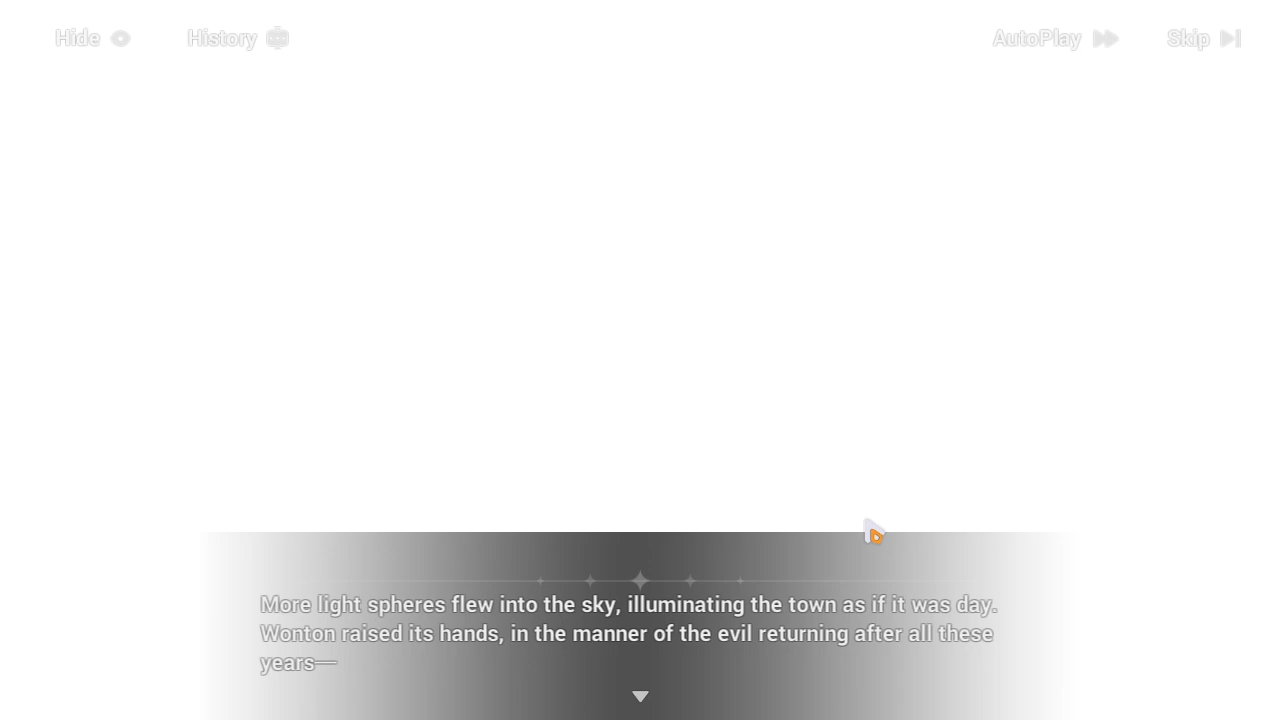 Hide
History
AutoPlay
Skip
More light spheres flew into the sky, illuminating the town as if it was day.
Wonton raised its hands, in the manner of the evil returning after all these
years—